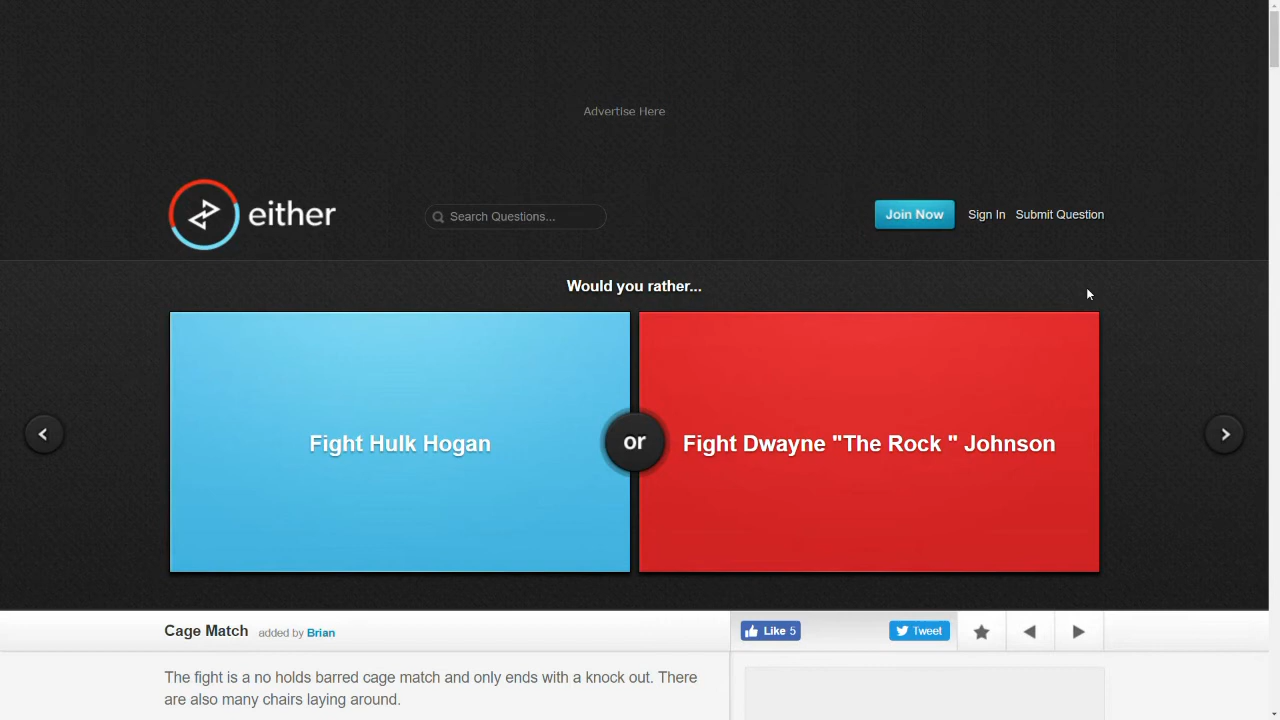 Advertise Here
either
Search Questions...
Join Now
Sign In
Submit Question
Would you rather...
Fight Hulk Hogan
or
Fight Dwayne "The Rock " Johnson
Cage Match
added by Brian
Like 5
Tweet
The fight is a no holds barred cage match and only ends with a knock out. There
are also many chairs laying around.